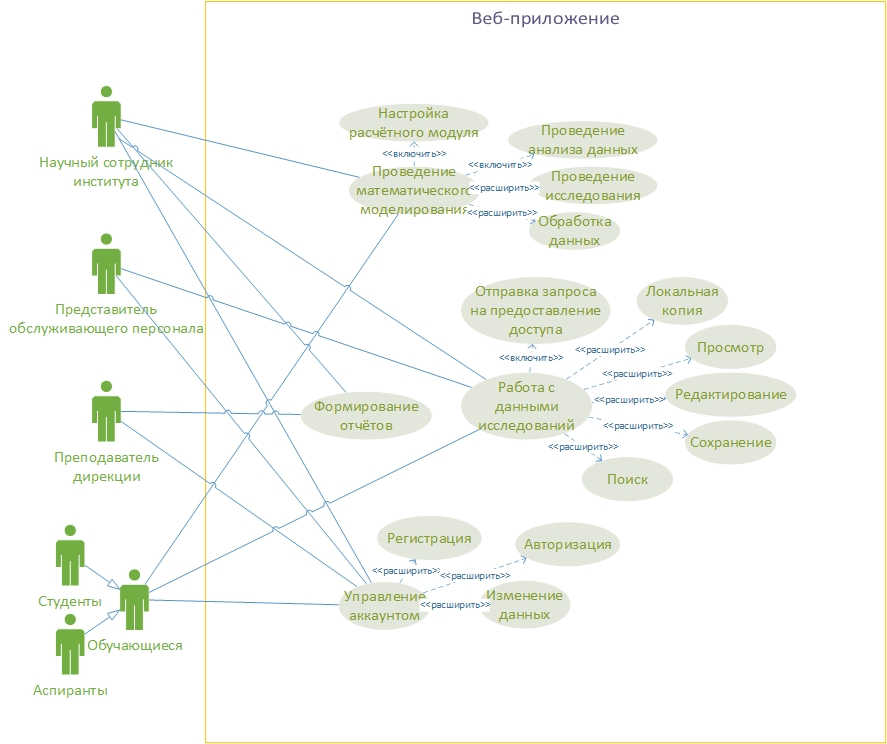 Веб-приложение
Научный сотрудник
института
Представитель
обслуживающего персонала
Преподаватель
дирекции
Студенты
Обучающиеся
Аспиранты
Настройка
расчётного модуля
<<включить>>
Проведение
математического
моделирования
<<включить>>
Проведение
анализа данных
<<расширить>>
Проведение
исследования
<<расширить>>
Обработка
данных
Отправка запроса
на предоставление
доступа
<<включить>>
Работа с
данными
исследований
Локальная
копия
<<расширить>>
Просмотр
<<расширить>>
Редактирование
<<расширить>>
Сохранение
<<расширить>>
Поиск
<<расширить>>
Формирование
отчётов
Регистрация
<<расширить>>
Авторизация
<<расширить>>
Управление
аккаунтом
<<расширить>>
Изменение
данных